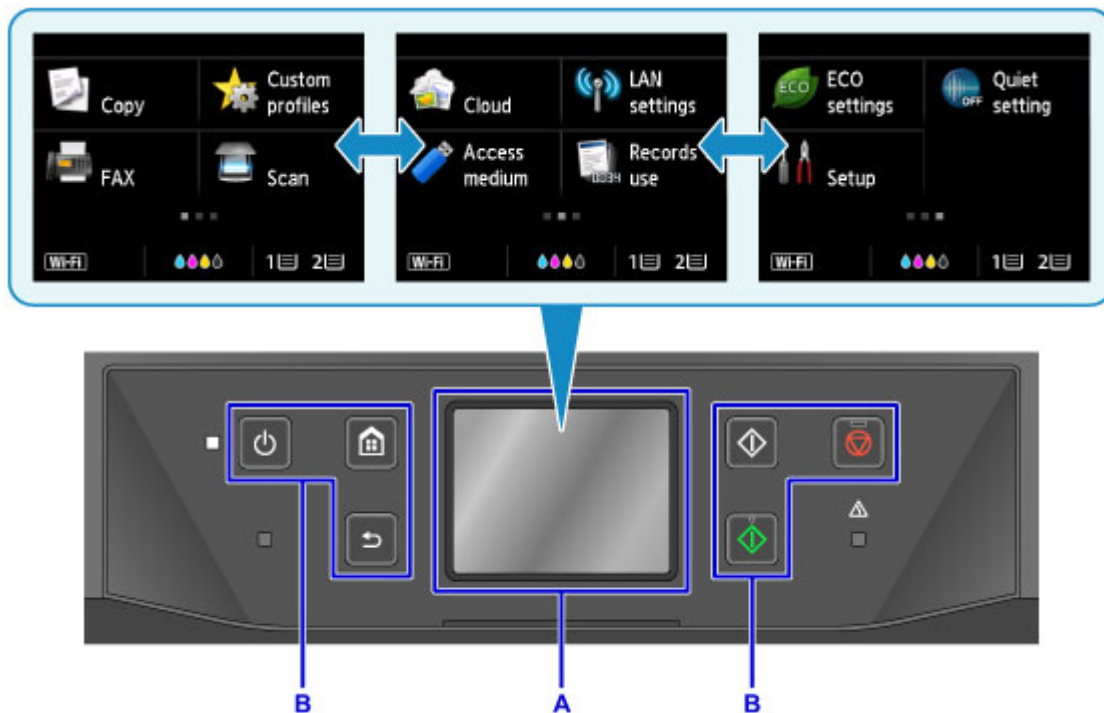 Copy
Custom
profiles
FAX
Scan
Wi-Fi
1 2
Cloud
LAN
settings
Access
medium
Records
use
Wi-Fi
1 2
ECO
ECO
settings
OFF
Quiet
setting
Setup
Wi-Fi
1 2
B
A
B